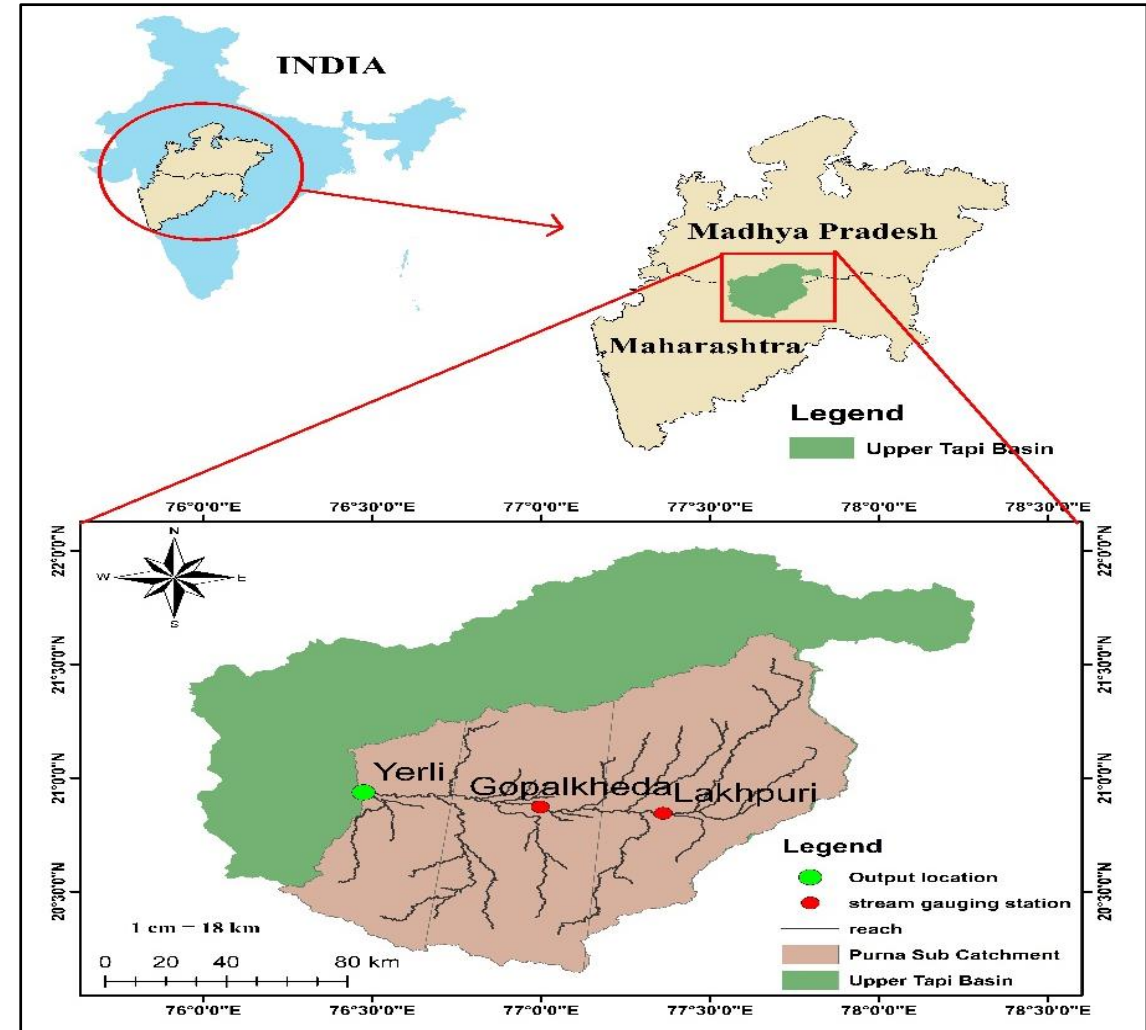 INDIA
Madhya Pradesh
Maharashtra
Legend
Upper Tapi Basin
76°0'0"E 76°30'0"E 77°0'0"E 77°30'0"E 78°0'0"E 78°30'0"E
N
W E
S
22°0'0"N
21°30'0"N
21°0'0"N
20°30'0"N
22°0'0"N
21°30'0"N
21°0'0"N
20°30'0"N
Yerli
Gopalkheda
Lakhpuri
Legend
Output location
stream gauging station
reach
Purna Sub Catchment
Upper Tapi Basin
1 cm = 18 km
0 20 40 80 km
76°0'0"E 76°30'0"E 77°0'0"E 77°30'0"E 78°0'0"E 78°30'0"E